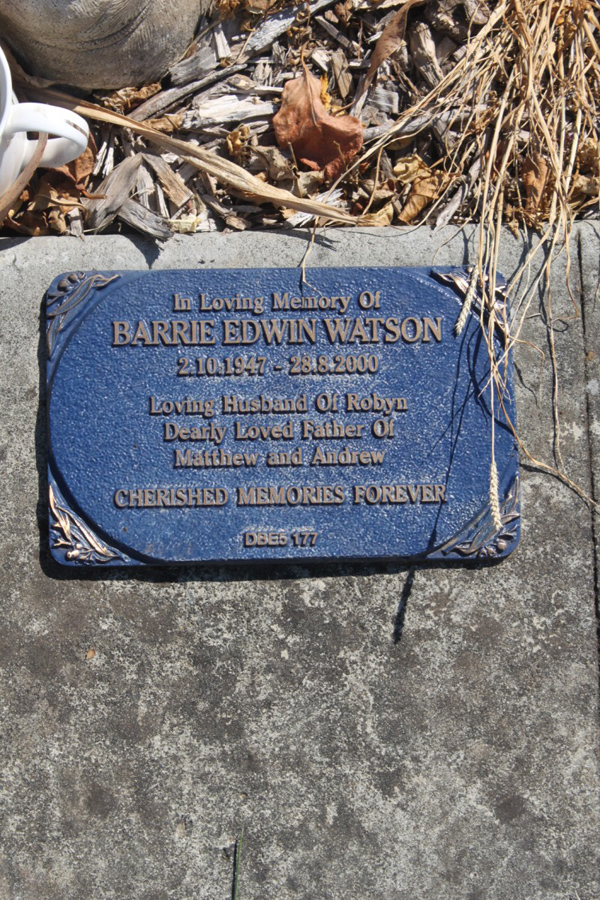 In Loving Memory Of
BARRIE EDWIN WATSON
2.10.1947 - 28.8.2000
Loving Husband Of Robyn
Dearly Loved Father Of
Matthew and Andrew
CHERISHED MEMORIES FOREVER
DBE5 177